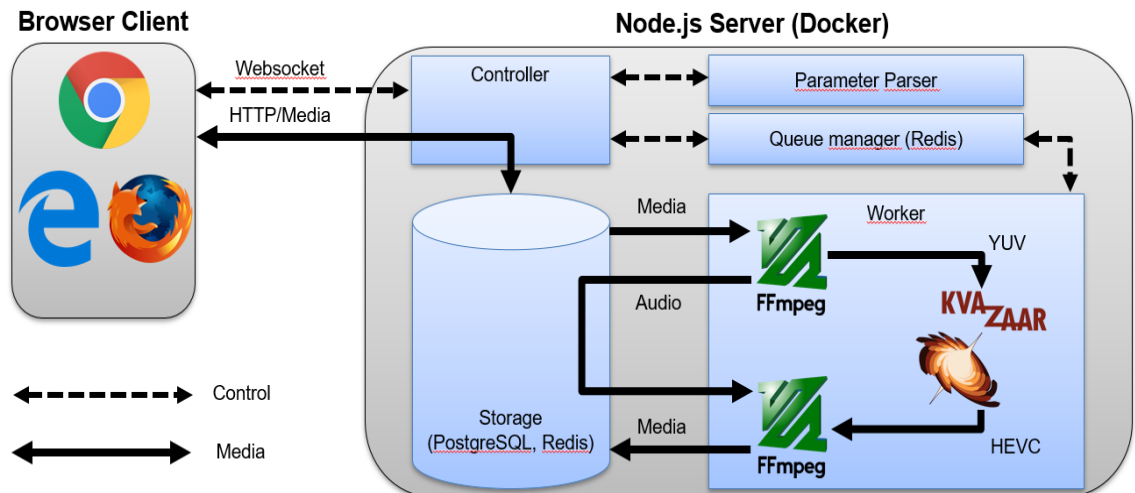 Browser Client
Node.js Server (Docker)
Websocket
HTTP/Media
Controller
Parameter Parser
Queue manager (Redis)
Media
Worker
YUV
FFmpeg
KVAZAAR
Audio
Storage
(PostgreSQL, Redis)
Media
FFmpeg
HEVC
Control
Media